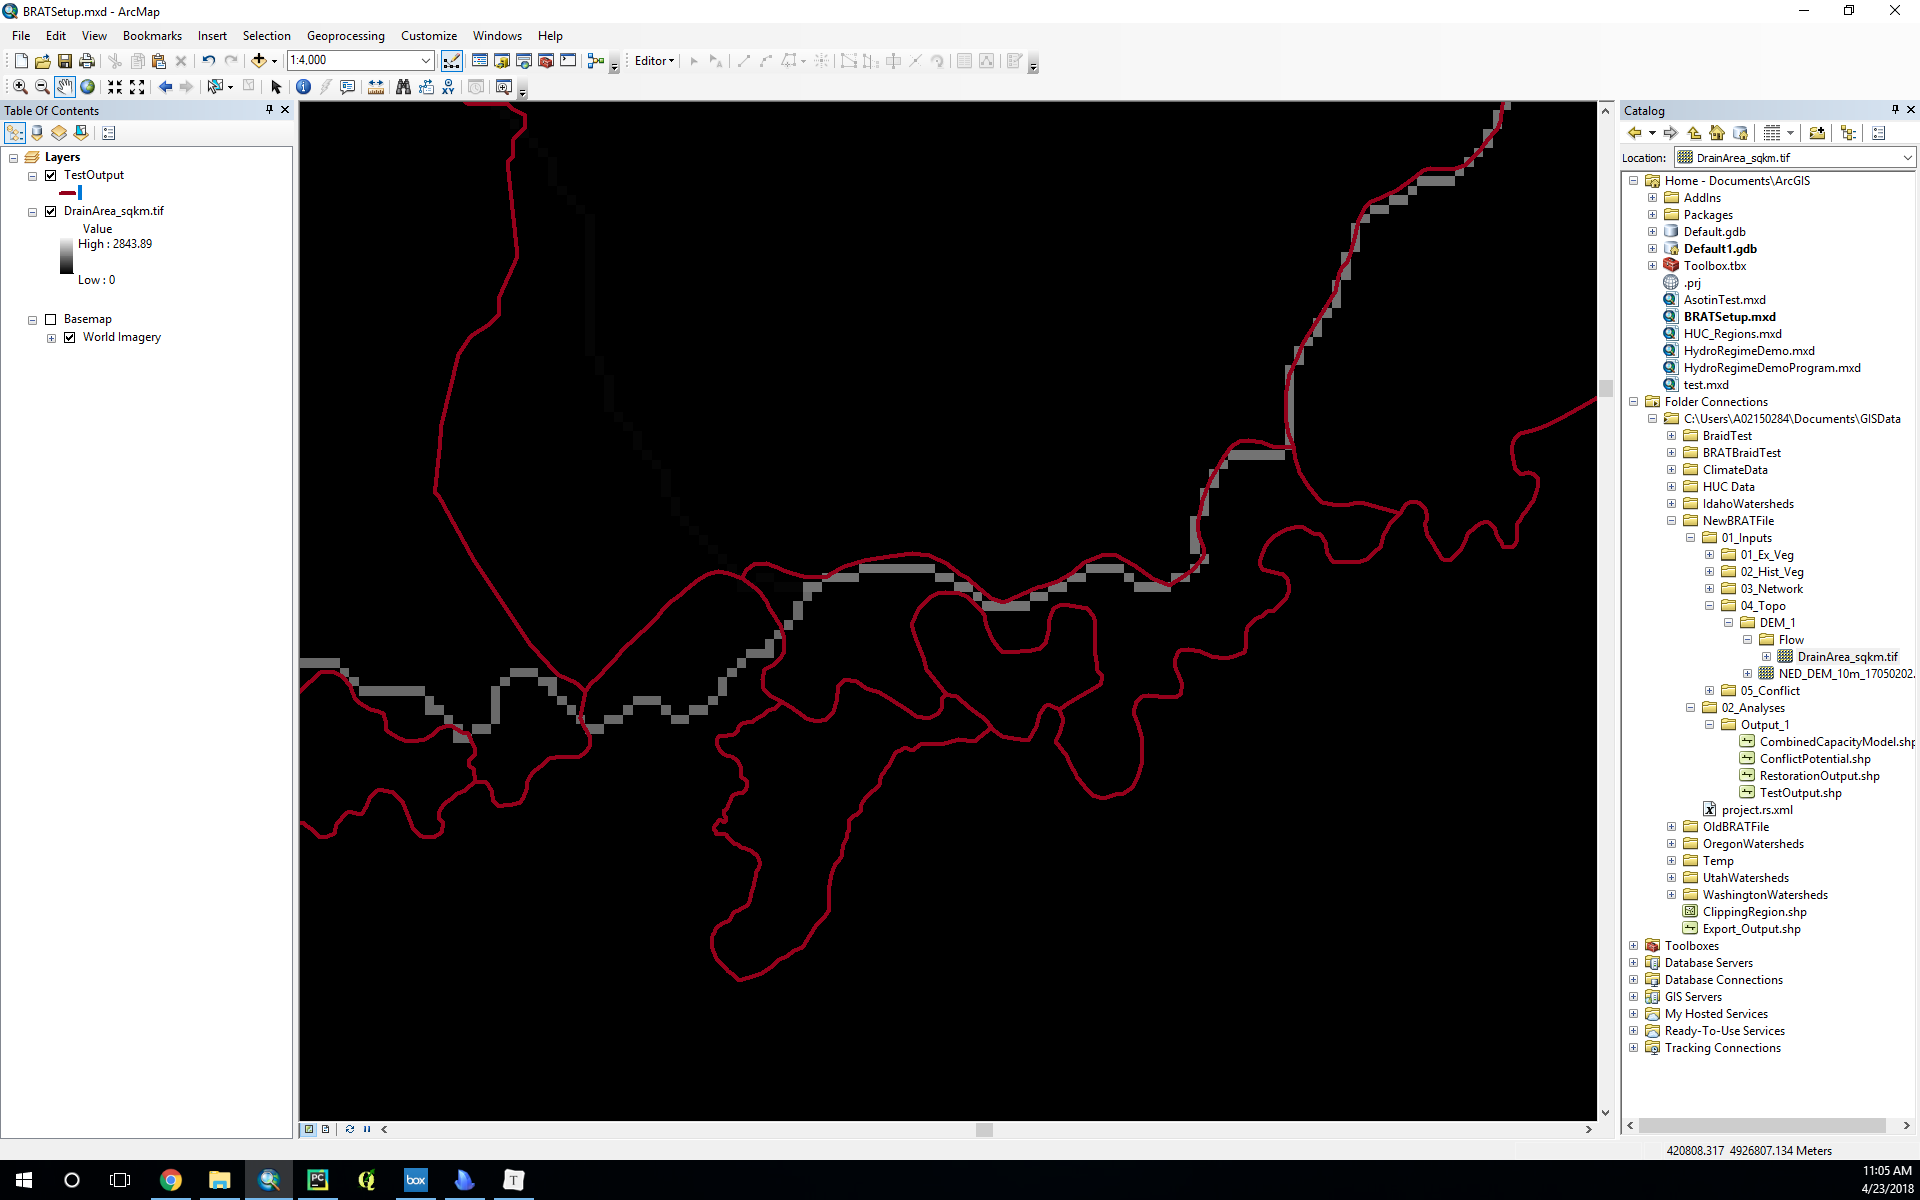 BRATSetup.mxd - ArcMap
File Edit View Bookmarks Insert Selection Geoprocessing Customize Windows Help
1:4,000
Editor
Table Of Contents
Layers
TestOutput
DrainArea_sqkm.tif
Value
High : 2843.89
Low : 0
Basemap
World Imagery
Catalog
Location: DrainArea_sqkm.tif
Home - Documents\ArcGIS
AddIns
Packages
Default.gdb
Default1.gdb
Toolbox.tbx
.prj
AsotinTest.mxd
BRATSetup.mxd
HUC_Regions.mxd
HydroRegimeDemo.mxd
HydroRegimeDemoProgram.mxd
test.mxd
Folder Connections
C:\Users\A02150284\Documents\GISData
BraidTest
BRATBraidTest
ClimateData
HUC Data
IdahoWatersheds
NewBRATFile
01_Inputs
01_Ex_Veg
02_Hist_Veg
03_Network
04_Topo
DEM_1
Flow
DrainArea_sqkm.tif
NED_DEM_10m_17050202.
05_Conflict
02_Analyses
Output_1
CombinedCapacityModel.shp
ConflictPotential.shp
RestorationOutput.shp
TestOutput.shp
project.rs.xml
OldBRATFile
OregonWatersheds
Temp
UtahWatersheds
WashingtonWatersheds
ClippingRegion.shp
Export_Output.shp
Toolboxes
Database Servers
Database Connections
GIS Servers
My Hosted Services
Ready-To-Use Services
Tracking Connections
420808.317 4926807.134 Meters
PC
box
T
11:05 AM
4/23/2018